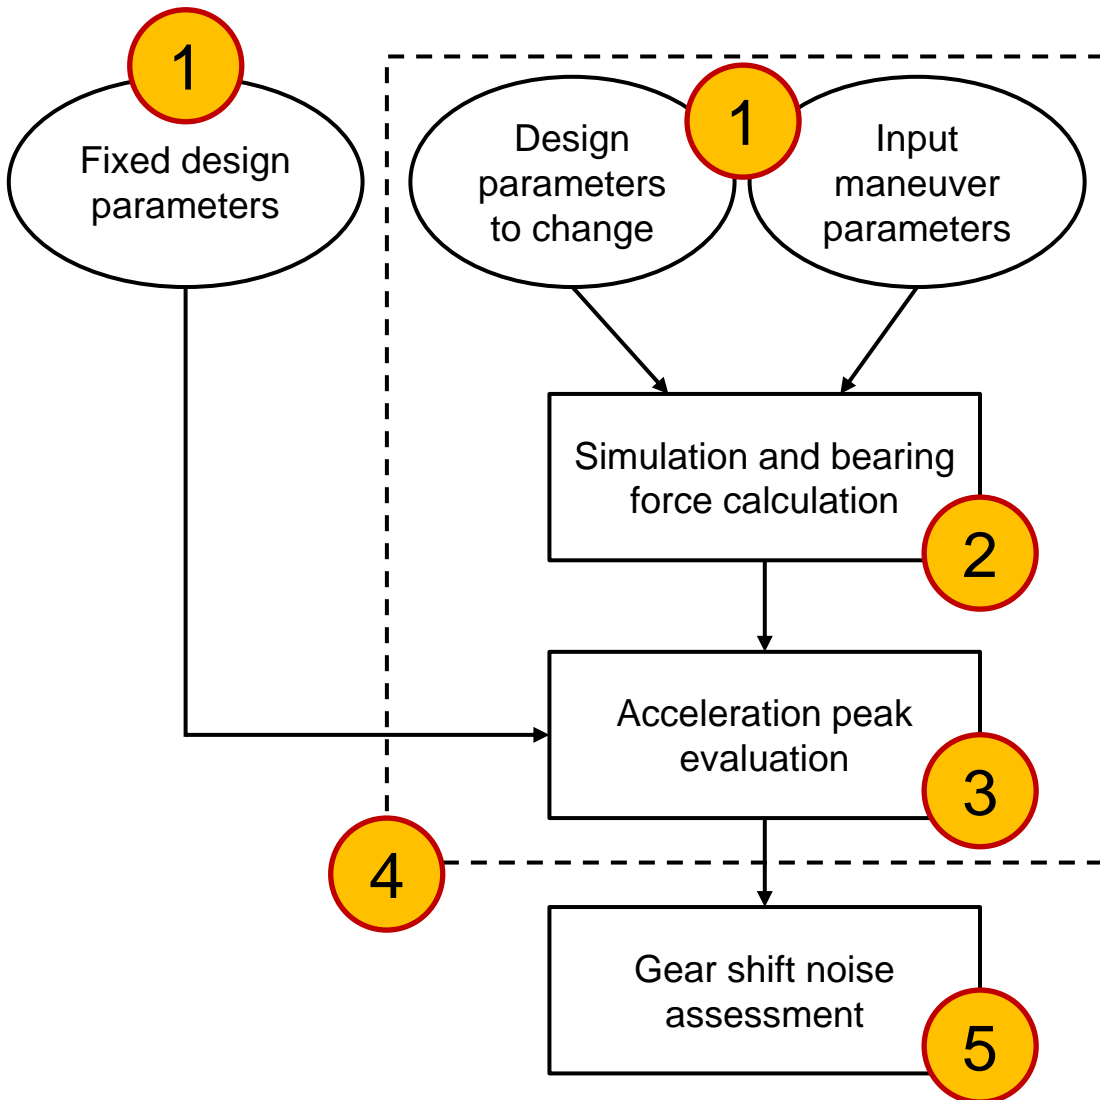 1
Fixed design
parameters
1
Design
parameters
to change
Input
maneuver
parameters
Simulation and bearing
force calculation
2
Acceleration peak
evaluation
3
4
Gear shift noise
assessment
5